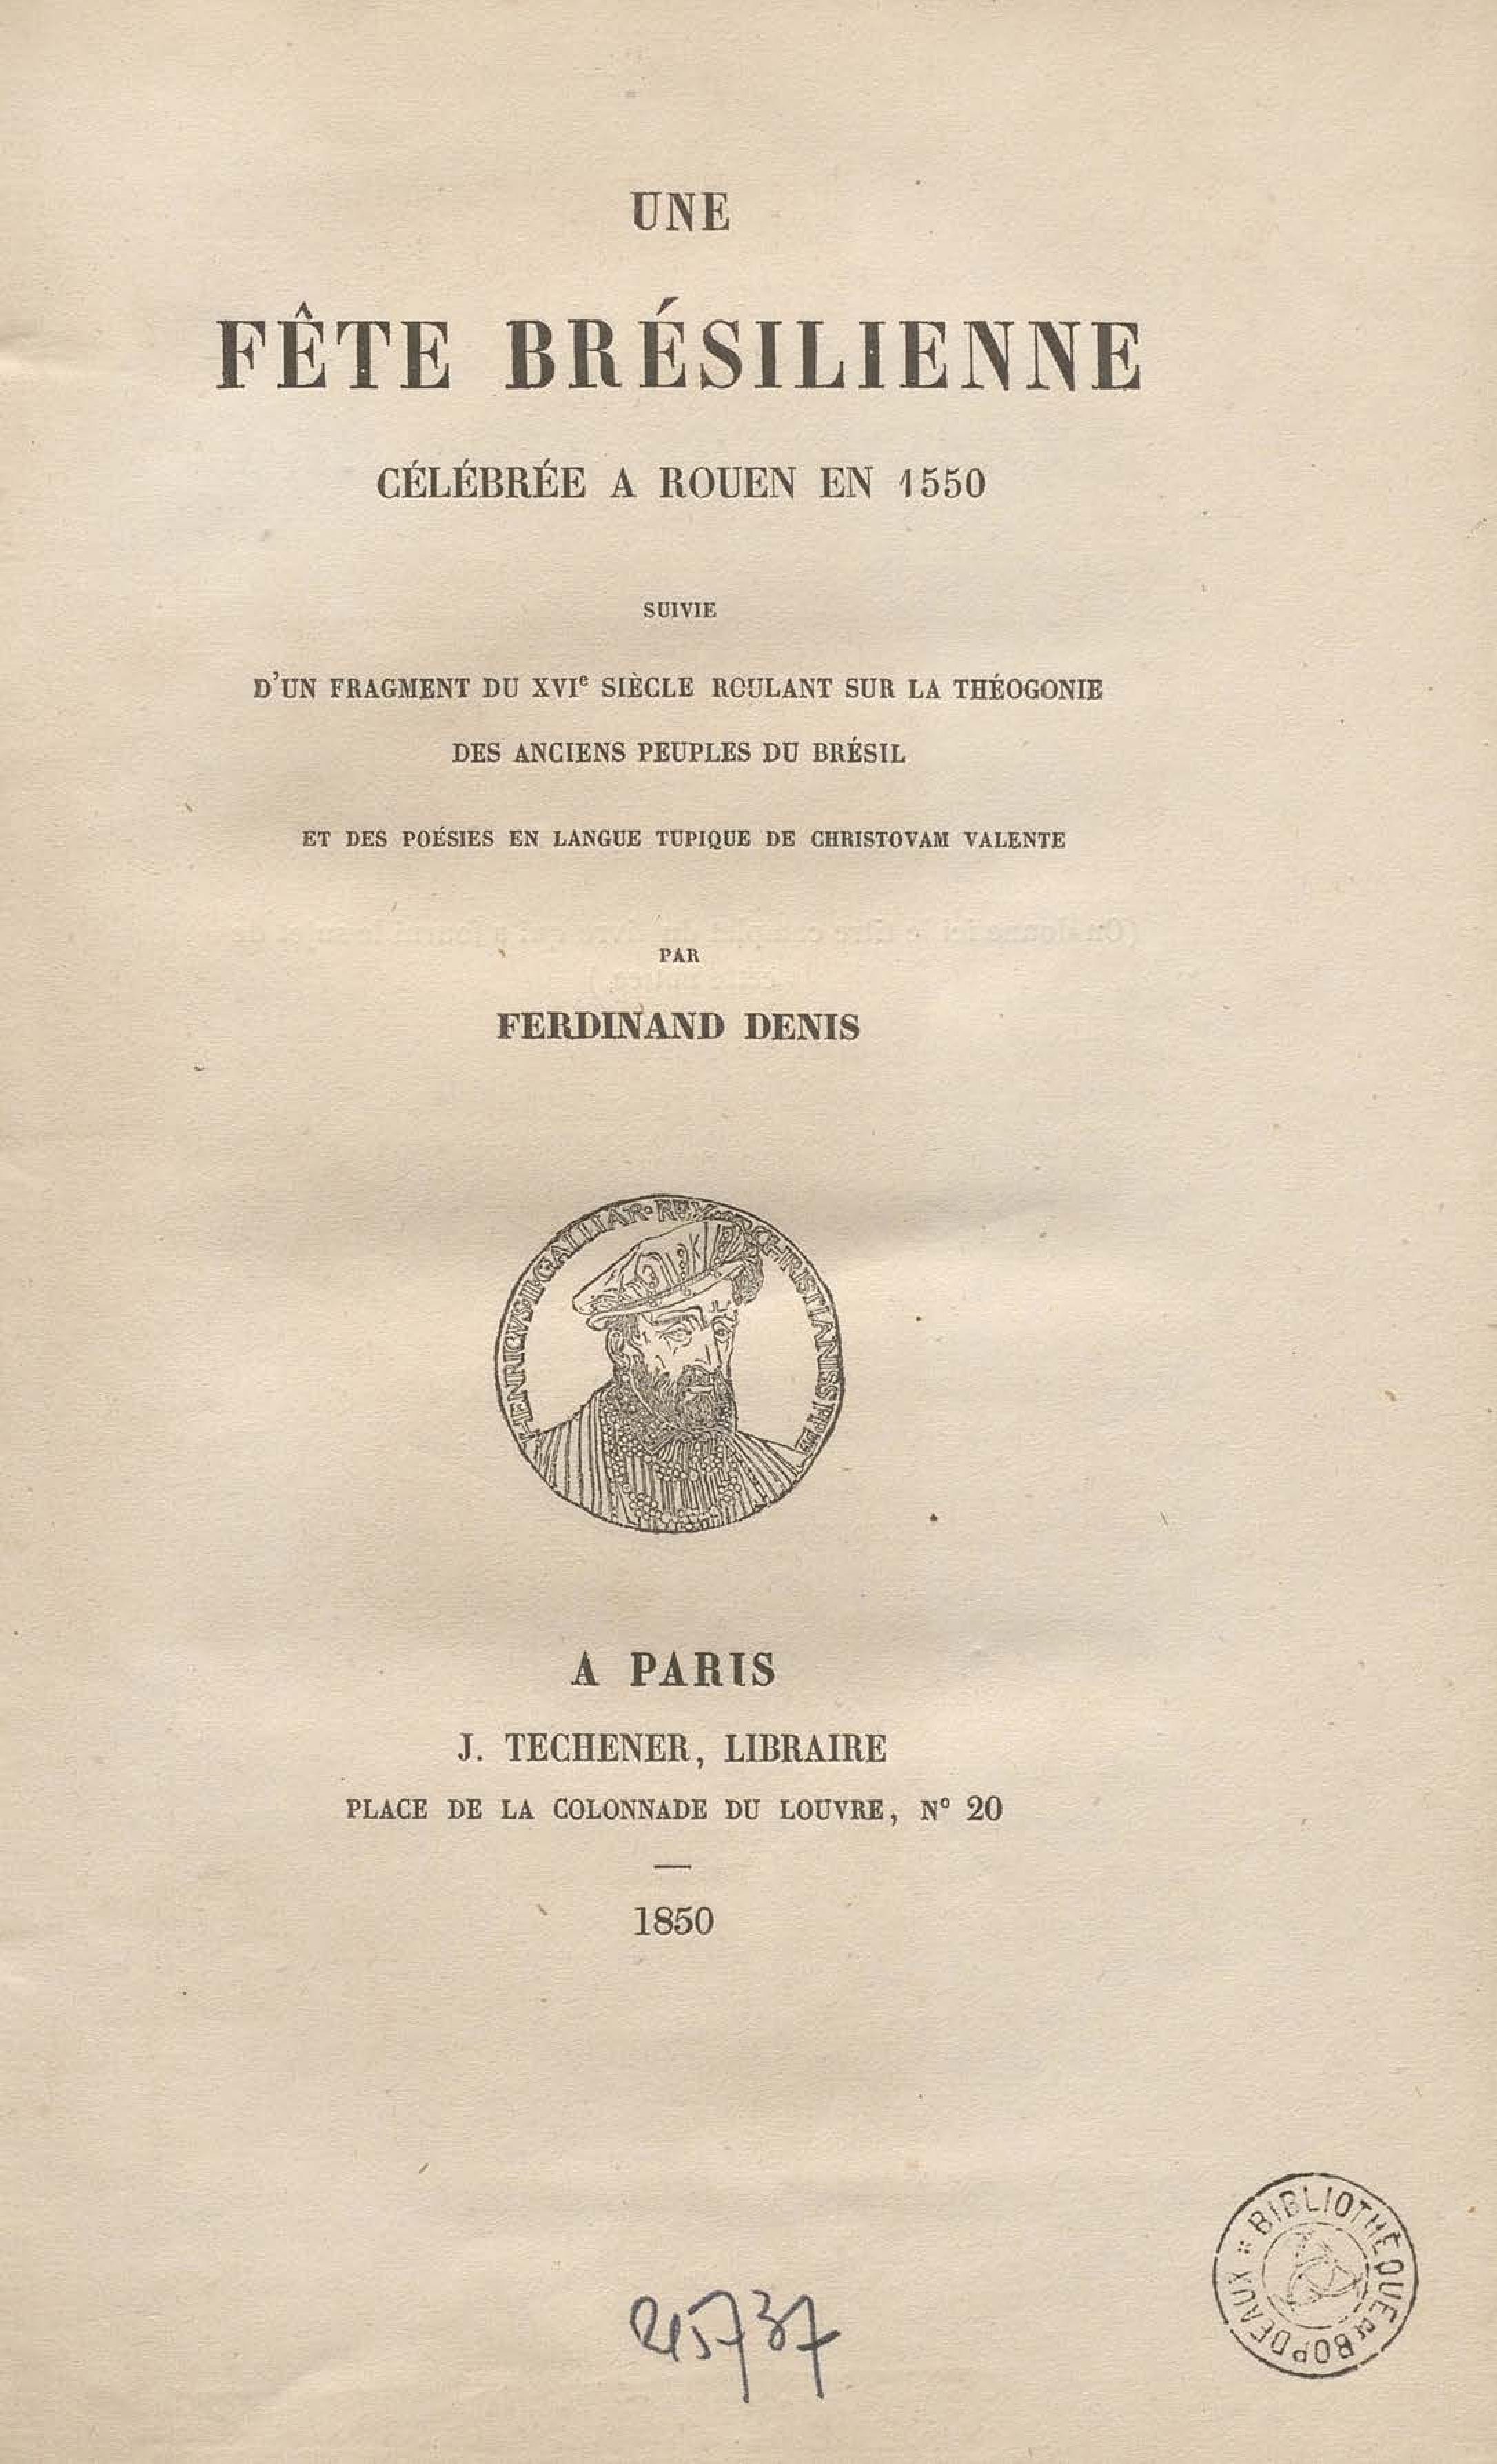 UNE
FÊTE BRÉSILIENNE
CÉLÉBRÉE A ROUEN EN 1550
SUIVIE
D'UN FRAGMENT DU XVIe SIÈCLE ROULANT SUR LA THÉOGONIE
DES ANCIENS PEUPLES DU BRÉSIL
ET DES POÉSIES EN LANGUE TUPIQUE DE CHRISTOVAM VALENTE
PAR
FERDINAND DENIS
HENRICVS·II·GALLIAR·REX CHRISTIANISS
A PARIS
J. TECHENER, LIBRAIRE
PLACE DE LA COLONNADE DU LOUVRE, N° 20
1850
BIBLIOTHÈQUE de BORDEAUX